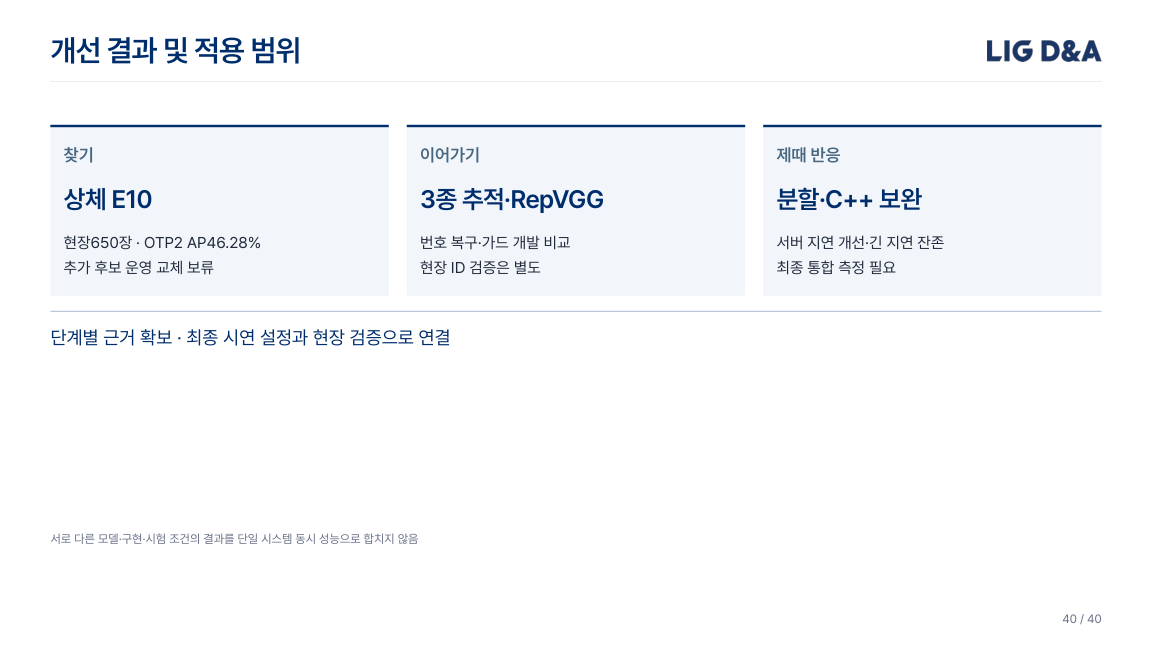 개선 결과 및 적용 범위
LIG D&A
찾기
상체 E10
현장650장 · OTP2 AP46.28%
추가 후보 운영 교체 보류
이어가기
3종 추적·RepVGG
번호 복구·가드 개발 비교
현장 ID 검증은 별도
제때 반응
분할·C++ 보완
서버 지연 개선·긴 지연 잔존
최종 통합 측정 필요
단계별 근거 확보 · 최종 시연 설정과 현장 검증으로 연결
서로 다른 모델·구현·시험 조건의 결과를 단일 시스템 동시 성능으로 합치지 않음
40 / 40